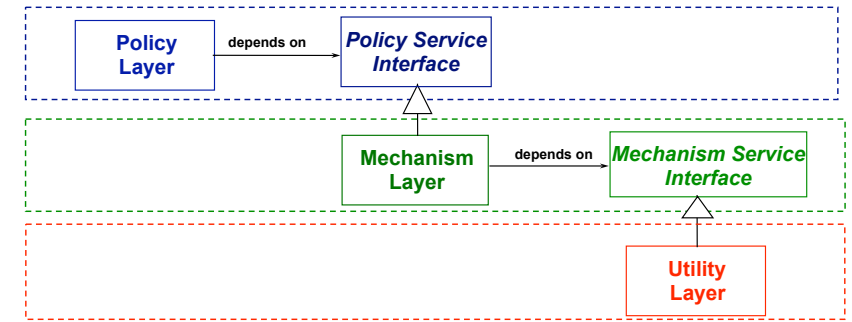 Policy
Layer
depends on
Policy Service
Interface
Mechanism
Layer
depends on
Mechanism Service
Interface
Utility
Layer